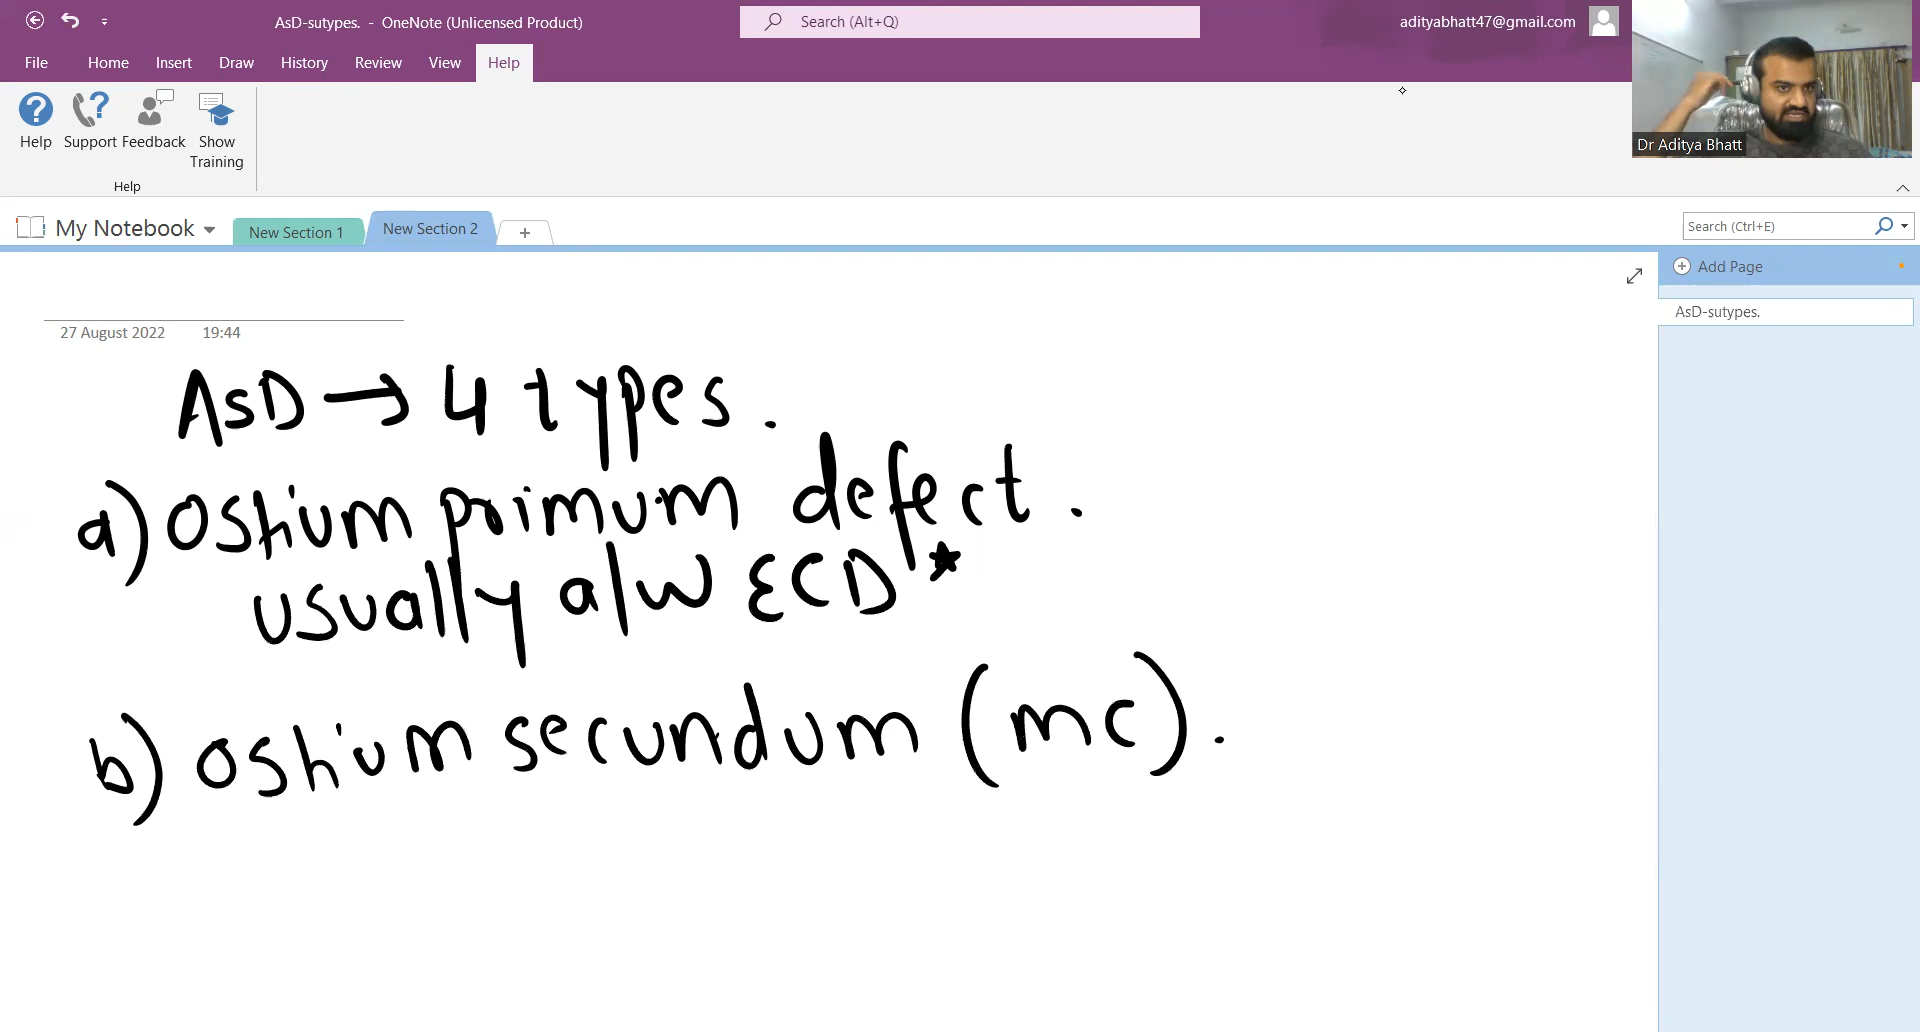 AsD-sutypes. - OneNote (Unlicensed Product)
Search (Alt+Q)
adityabhatt47@gmail.com
File Home Insert Draw History Review View Help
Help Support Feedback Show Training
Help
Dr Aditya Bhatt
My Notebook
New Section 1
New Section 2
+
Search (Ctrl+E)
Add Page
AsD-sutypes.
27 August 2022 19:44
ASD → 4 types.
a) Ostium primum defect.
usually a/w ECD ★
b) Ostium secundum (mc).